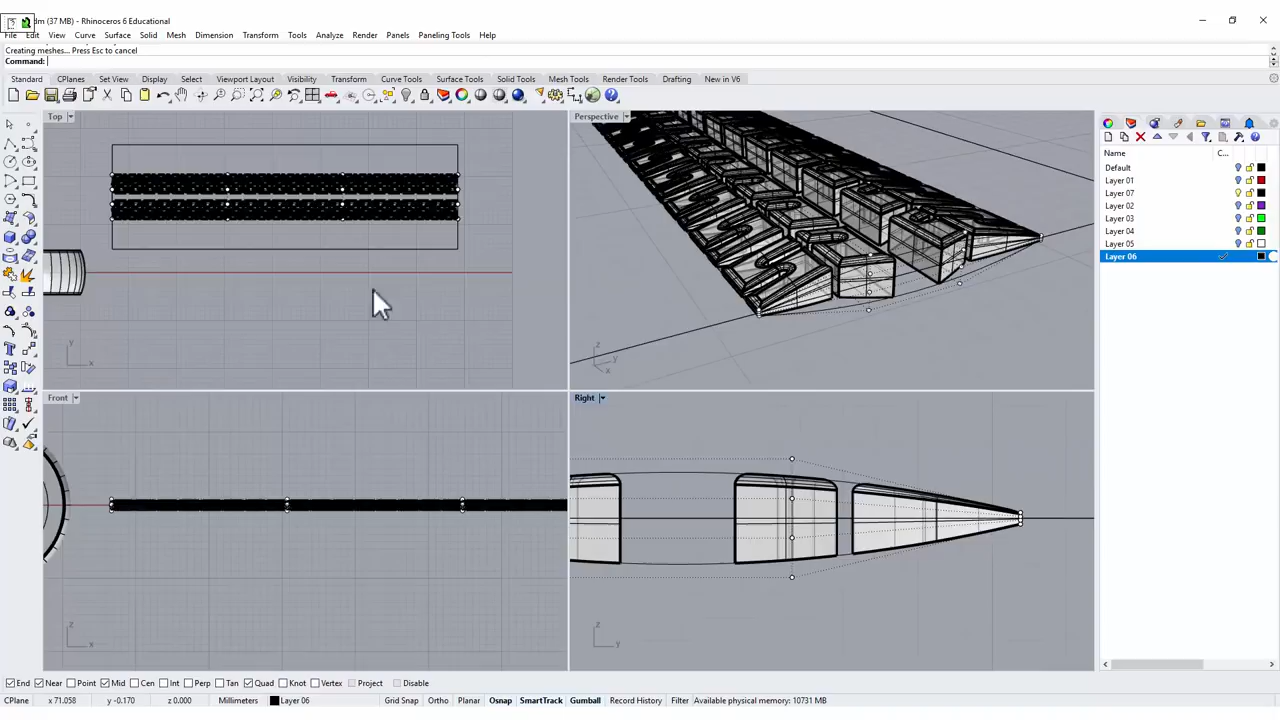 dm (37 MB) - Rhinoceros 6 Educational
File Edit View Curve Surface Solid Mesh Dimension Transform Tools Analyze Render Panels Paneling Tools Help
Creating meshes... Press Esc to cancel
Command:
Standard CPlanes Set View Display Select Viewport Layout Visibility Transform Curve Tools Surface Tools Solid Tools Mesh Tools Render Tools Drafting New in V6
Top
Perspective
Name C...
Default
Layer 01
Layer 07
Layer 02
Layer 03
Layer 04
Layer 05
Layer 06
y
x
z
y
x
Front
Right
z
x
z
y
End Near Point Mid Cen Int Perp Tan Quad Knot Vertex Project Disable
CPlane x 71.058 y -0.170 z 0.000 Millimeters Layer 06 Grid Snap Ortho Planar Osnap SmartTrack Gumball Record History Filter Available physical memory: 10731 MB